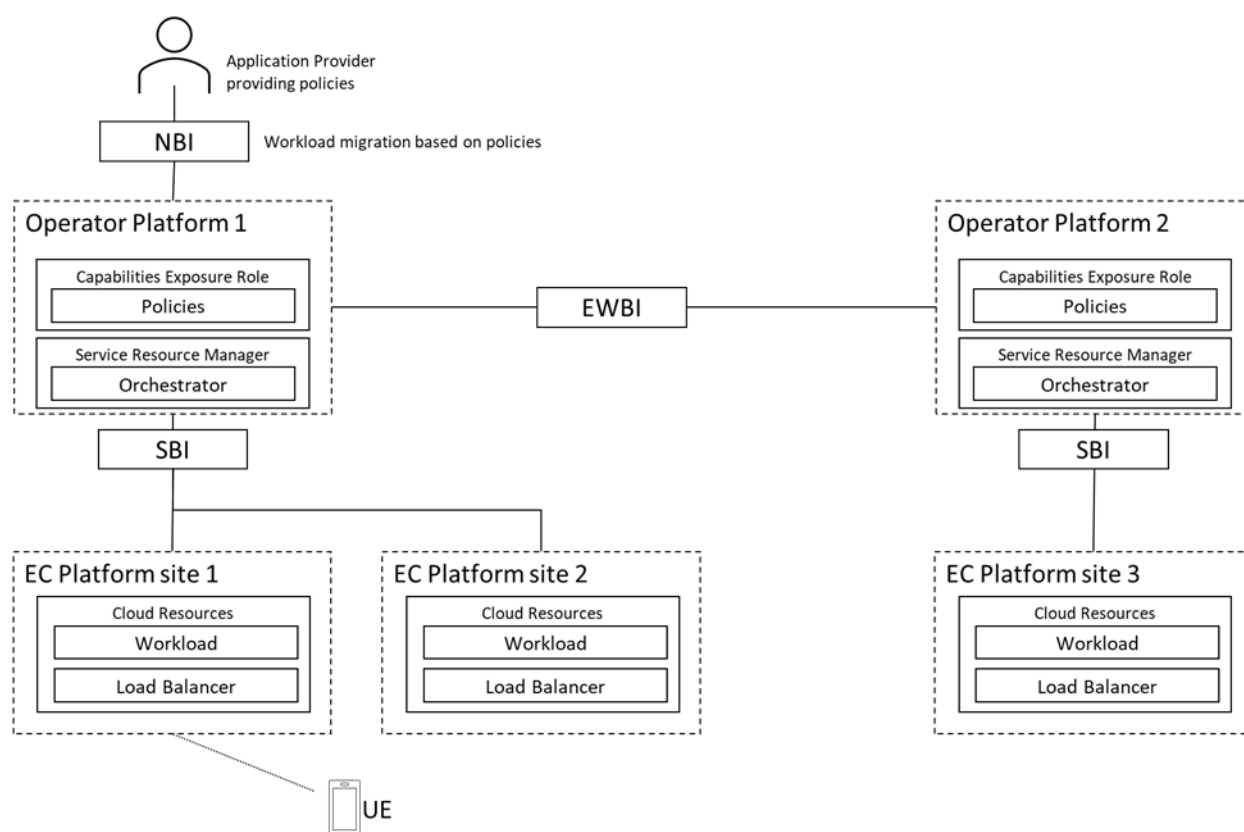 Application Provider
providing policies
NBI
Workload migration based on policies
Operator Platform 1
Capabilities Exposure Role
Policies
Service Resource Manager
Orchestrator
EWBI
Operator Platform 2
Capabilities Exposure Role
Policies
Service Resource Manager
Orchestrator
SBI
SBI
EC Platform site 1
Cloud Resources
Workload
Load Balancer
EC Platform site 2
Cloud Resources
Workload
Load Balancer
EC Platform site 3
Cloud Resources
Workload
Load Balancer
UE